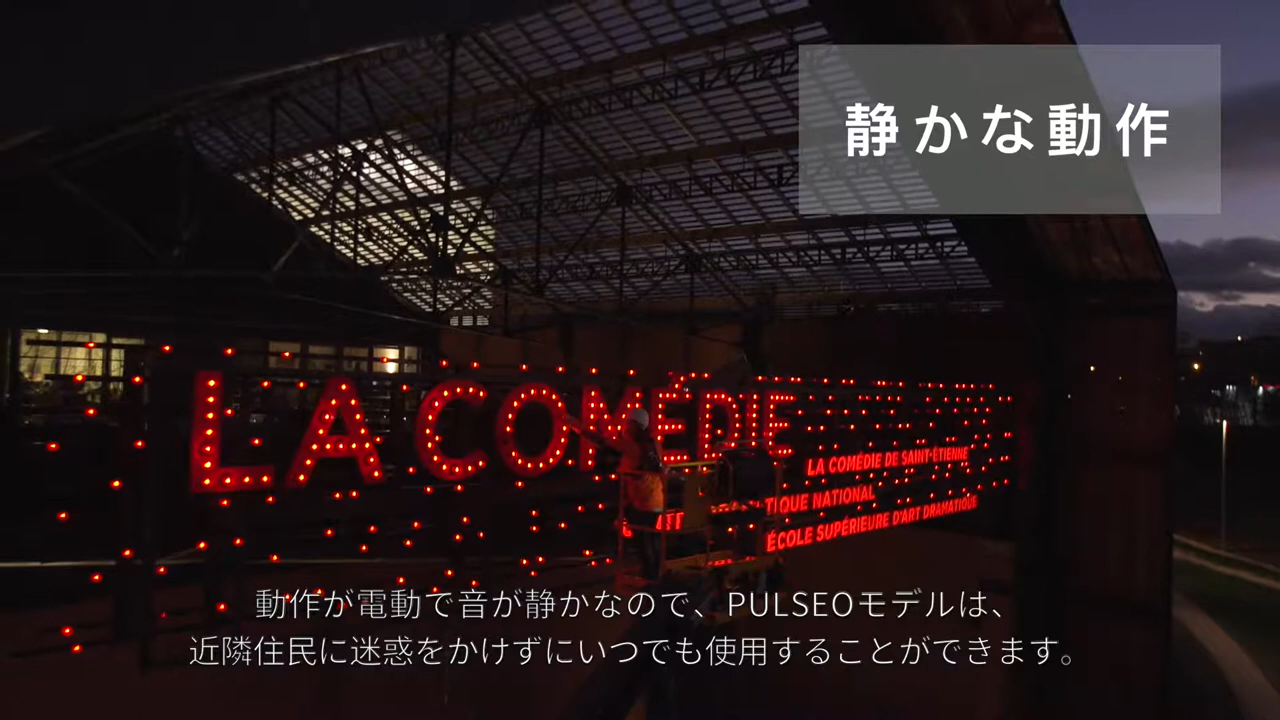 静かな動作
LA COMÉDIE
LA COMÉDIE DE SAINT-ÉTIENNE
TIQUE NATIONAL
ÉCOLE SUPÉRIEURE D'ART DRAMATIQUE
動作が電動で音が静かなので、PULSEOモデルは、
近隣住民に迷惑をかけずにいつでも使用することができます。